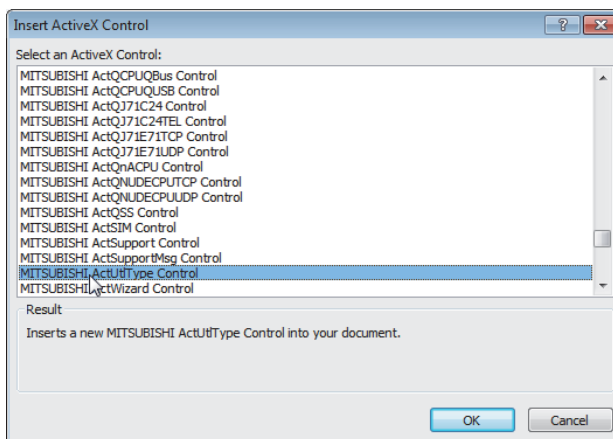 Insert ActiveX Control
Select an ActiveX Control:
MITSUBISHI ActQCPUQBus Control
MITSUBISHI ActQCPUQUSB Control
MITSUBISHI ActQJ71C24 Control
MITSUBISHI ActQJ71C24TEL Control
MITSUBISHI ActQJ71E71TCP Control
MITSUBISHI ActQJ71E71UDP Control
MITSUBISHI ActQnACPU Control
MITSUBISHI ActQNUDECPUTCP Control
MITSUBISHI ActQNUDECPUUDP Control
MITSUBISHI ActQSS Control
MITSUBISHI ActSIM Control
MITSUBISHI ActSupport Control
MITSUBISHI ActSupportMsg Control
MITSUBISHI ActUtlType Control
MITSUBISHI ActWizard Control
Result
Inserts a new MITSUBISHI ActUtlType Control into your document.
OK Cancel